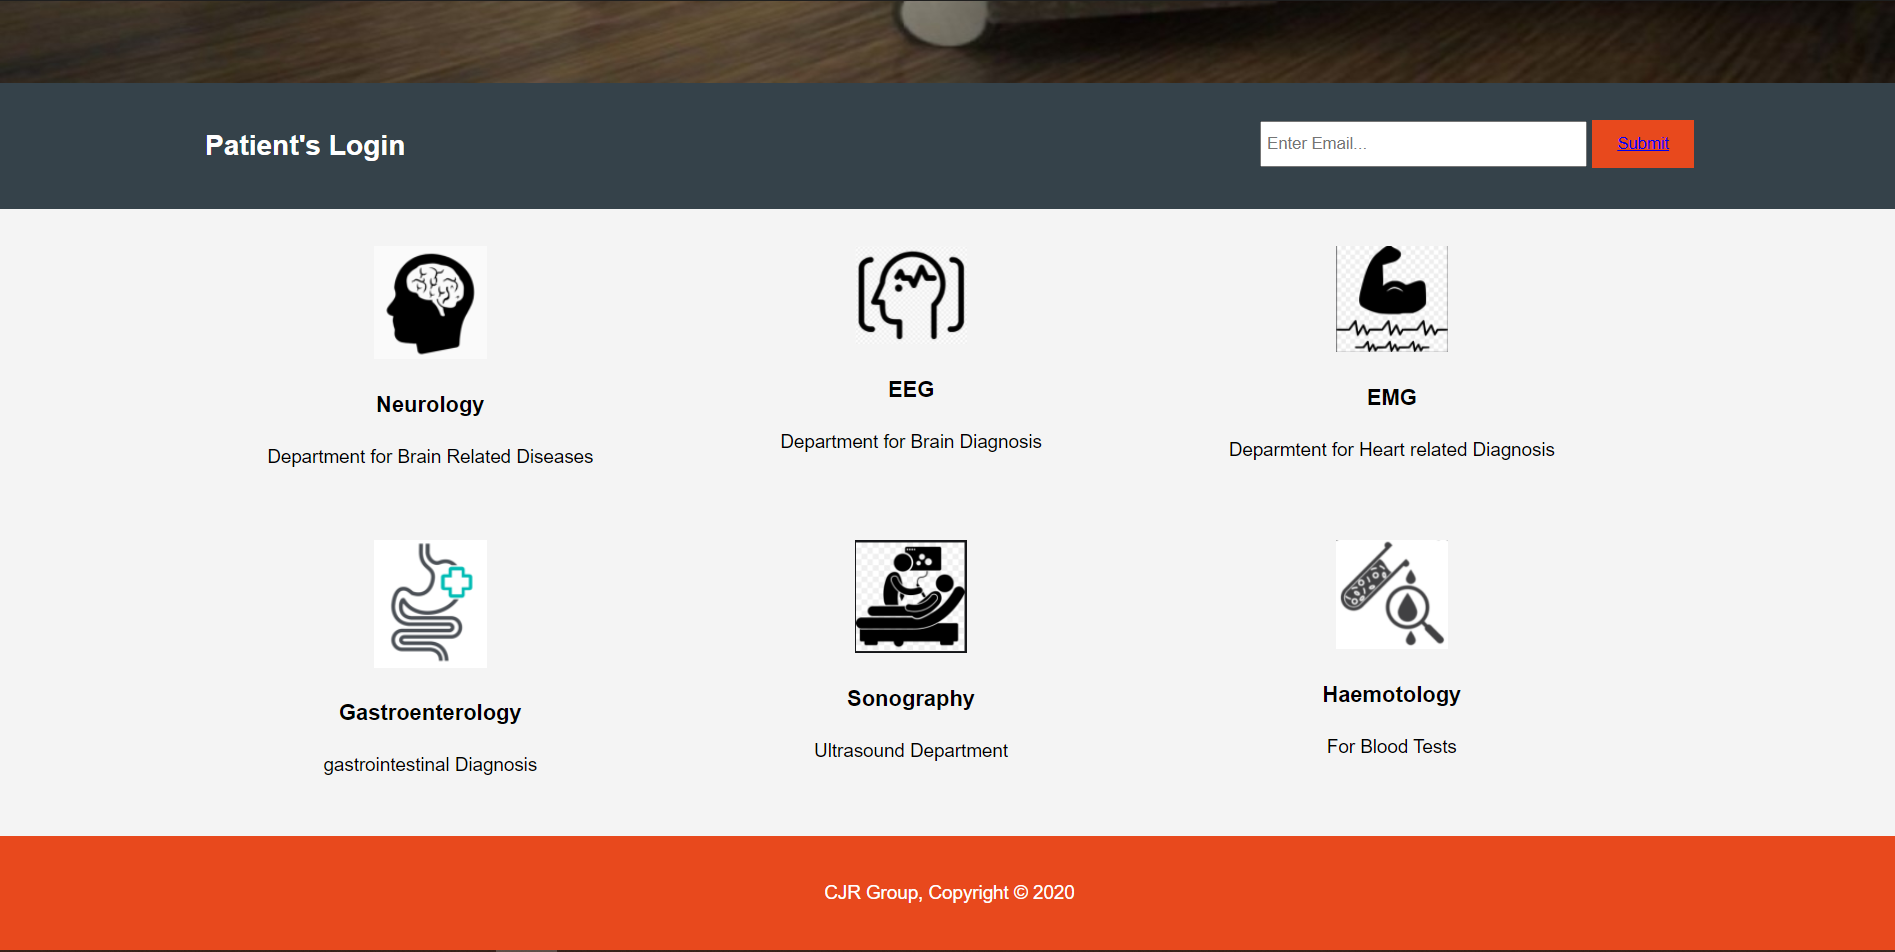 Patient's Login
Enter Email...
Submit
Neurology
Department for Brain Related Diseases
EEG
Department for Brain Diagnosis
EMG
Deparmtent for Heart related Diagnosis
Gastroenterology
gastrointestinal Diagnosis
Sonography
Ultrasound Department
Haemotology
For Blood Tests
CJR Group, Copyright © 2020